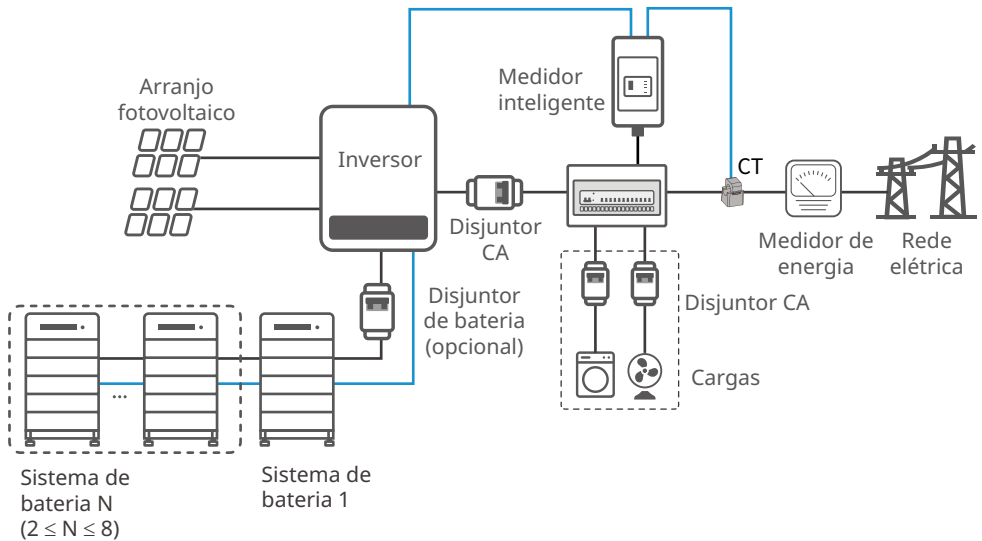 Arranjo
fotovoltaico
Inversor
Medidor
inteligente
CT
Disjuntor
CA
Medidor de
energia
Rede
elétrica
Disjuntor
de bateria
(opcional)
Disjuntor CA
Cargas
...
Sistema de
bateria N
(2 ≤ N ≤ 8)
Sistema de
bateria 1